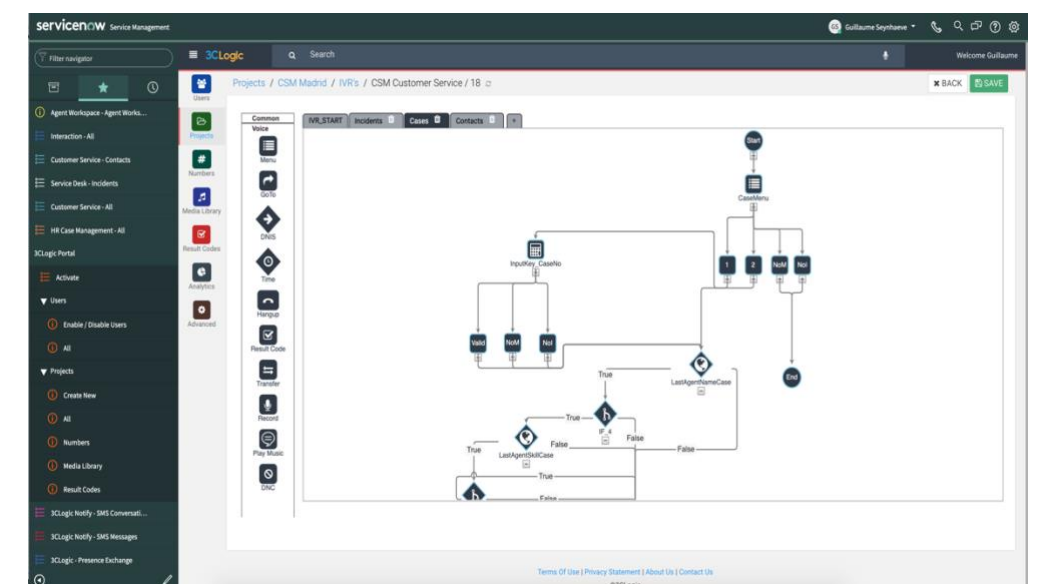 servicenow Service Management
GS Guillaume Seynhaeve
Filter navigator
3CLogic
Search
Welcome Guillaume
Agent Workspace - Agent Works...
Interaction - All
Customer Service - Contacts
Service Desk - Incidents
Customer Service - All
HR Case Management - All
3CLogic Portal
Activate
Users
Enable / Disable Users
All
Projects
Create New
All
Numbers
Media Library
Result Codes
3CLogic Notify - SMS Conversati...
3CLogic Notify - SMS Messages
3CLogic - Presence Exchange
Users
Projects
Numbers
Media Library
Result Codes
Analytics
Advanced
Projects / CSM Madrid / IVR's / CSM Customer Service / 18
BACK
SAVE
Common
Voice
Menu
GoTo
DNIS
Time
Hangup
Result Code
Transfer
Record
Play Music
DNC
IVR_START
Incidents
Cases
Contacts
+
Start
CaseMenu
InputKey_CaseNo
1
2
NoM
NoI
Valid
NoM
NoI
End
LastAgentNameCase
True
IF_4
True
False
False
LastAgentSkillCase
True
False
True
False
Terms Of Use | Privacy Statement | About Us | Contact Us